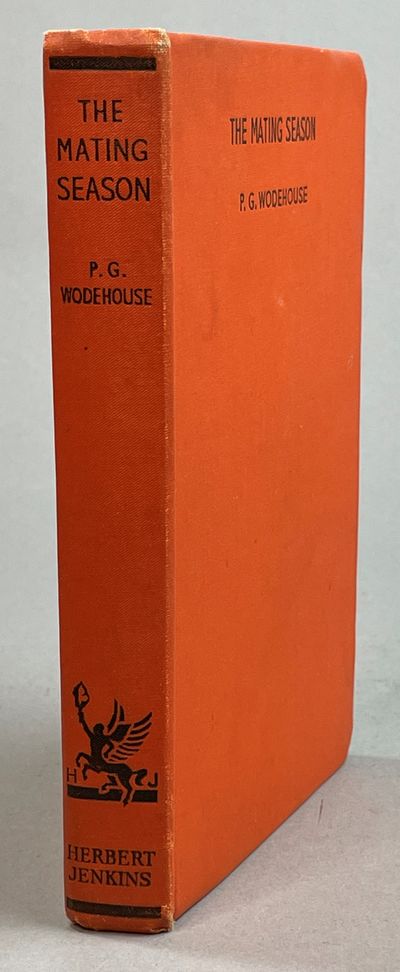 THE
MATING
SEASON
P. G.
WODEHOUSE
H J
HERBERT
JENKINS
THE MATING SEASON
P. G. WODEHOUSE